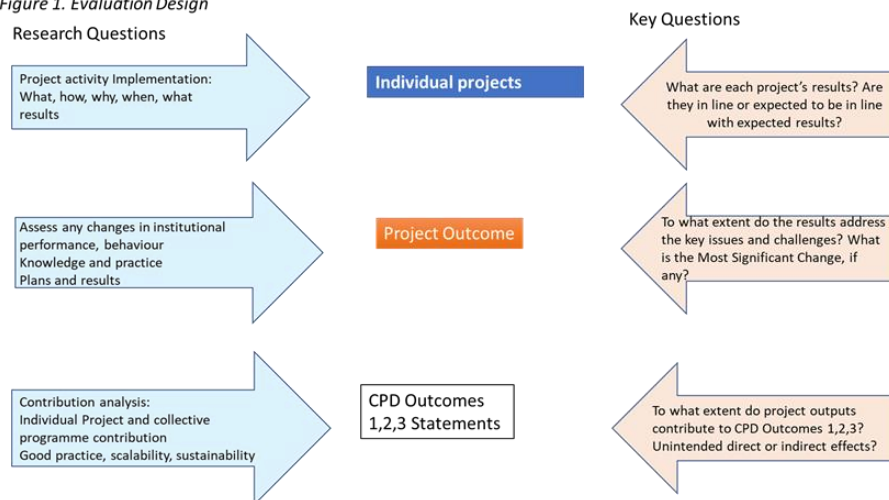 Figure 1. Evaluation Design
Research Questions
Key Questions
Project activity Implementation:
What, how, why, when, what
results
Individual projects
What are each project's results? Are
they in line or expected to be in line
with expected results?
Assess any changes in institutional
performance, behaviour
Knowledge and practice
Plans and results
Project Outcome
To what extent do the results address
the key issues and challenges? What
is the Most Significant Change, if
any?
Contribution analysis:
Individual Project and collective
programme contribution
Good practice, scalability, sustainability
CPD Outcomes
1,2,3 Statements
To what extent do project outputs
contribute to CPD Outcomes 1,2,3?
Unintended direct or indirect effects?